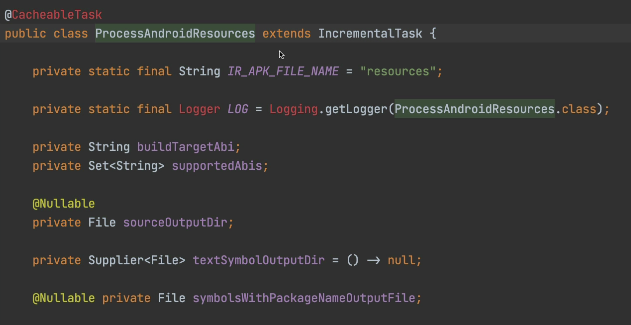 @CacheableTask
public class ProcessAndroidResources extends IncrementalTask {
private static final String IR_APK_FILE_NAME = "resources";
private static final Logger LOG = Logging.getLogger(ProcessAndroidResources.class);
private String buildTargetAbi;
private Set<String> supportedAbis;
@Nullable
private File sourceOutputDir;
private Supplier<File> textSymbolOutputDir = () -> null;
@Nullable private File symbolsWithPackageNameOutputFile;